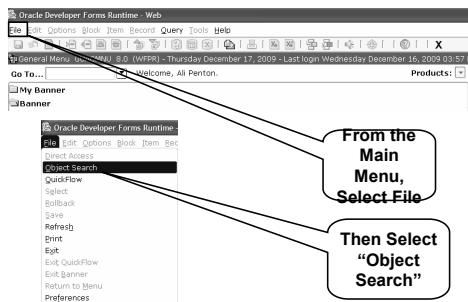 Oracle Developer Forms Runtime - Web
File Edit Options Block Item Record Query Tools Help
X
General Menu GUAGMNU 8.0 (WFPR) - Thursday December 17, 2009 - Last login Wednesday December 16, 2009 03:57
Go To... Welcome, Ali Penton. Products:
My Banner
Banner
Oracle Developer Forms Runtime -
File Edit Options Block Item Rec
Direct Access
Object Search
QuickFlow
Select
Rollback
Save
Refresh
Print
Exit
Exit QuickFlow
Exit Banner
Return to Menu
Preferences
From the
Main
Menu,
Select File
Then Select
“Object
Search”